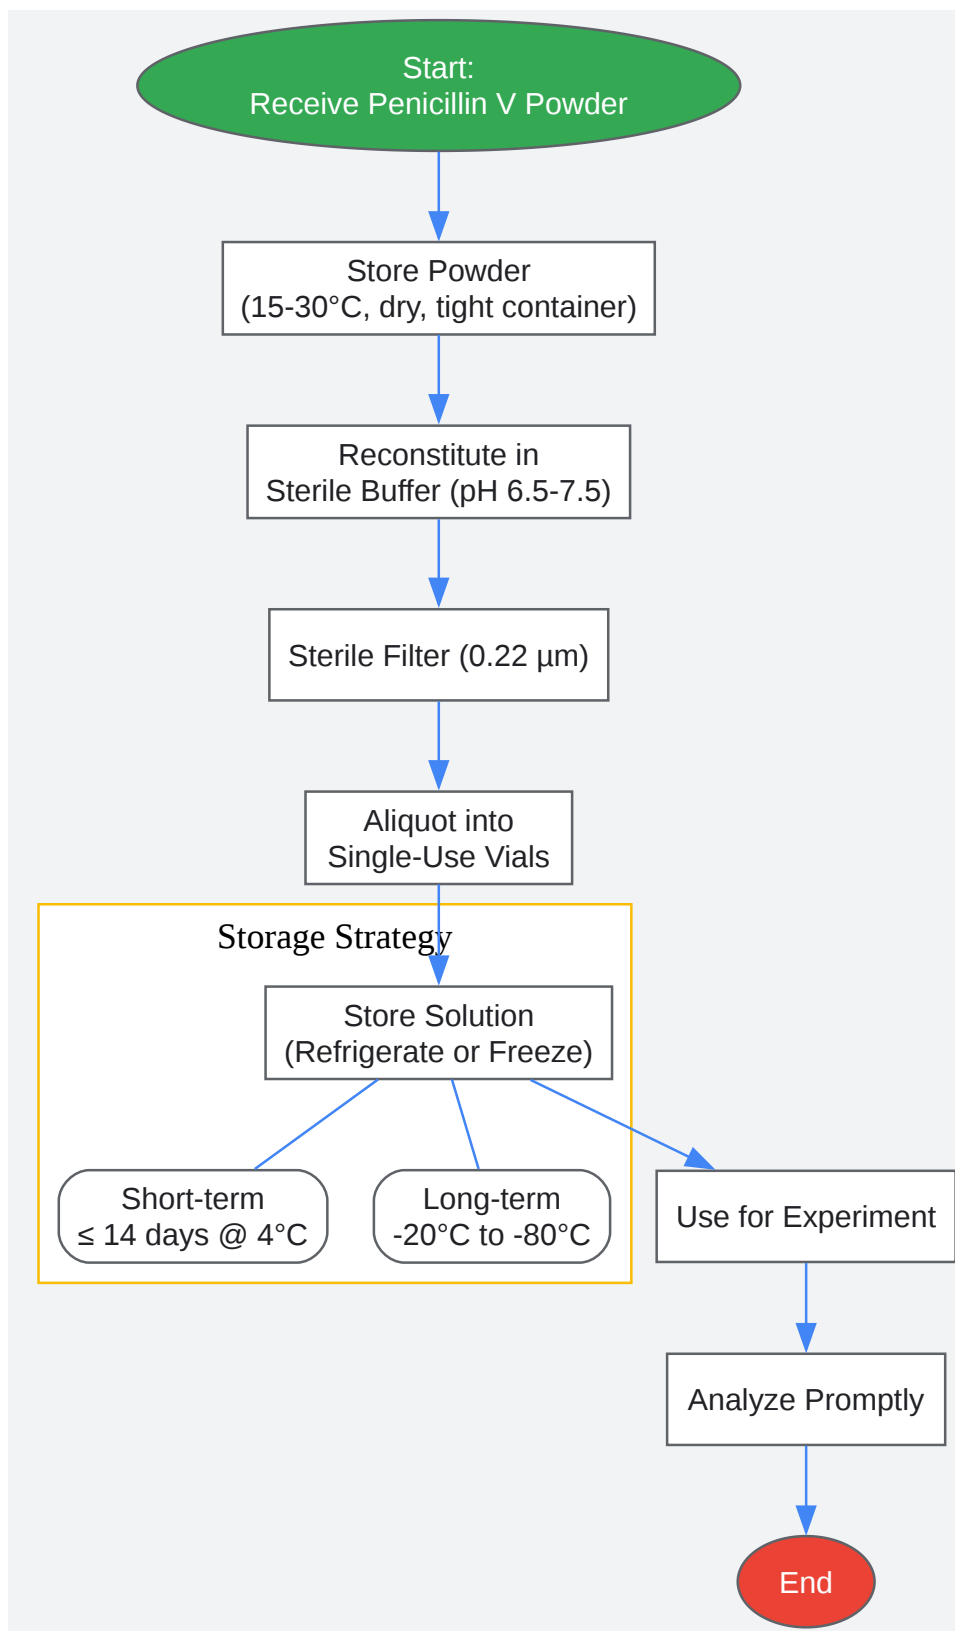 Start:
Receive Penicillin V Powder
Store Powder
(15-30°C, dry, tight container)
Reconstitute in
Sterile Buffer (pH 6.5-7.5)
Sterile Filter (0.22 µm)
Aliquot into
Single-Use Vials
Storage Strategy
Store Solution
(Refrigerate or Freeze)
Short-term
≤ 14 days @ 4°C
Long-term
-20°C to -80°C
Use for Experiment
Analyze Promptly
End